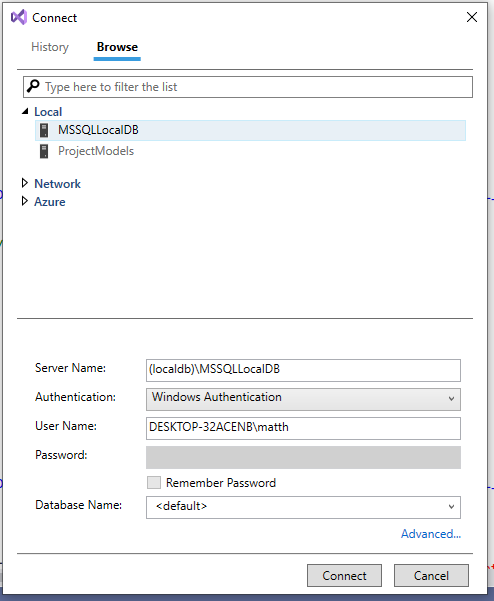 Connect
History Browse
Type here to filter the list
Local
MSSQLLocalDB
ProjectModels
Network
Azure
Server Name: (localdb)\MSSQLLocalDB
Authentication: Windows Authentication
User Name: DESKTOP-32ACENB\matth
Password:
Remember Password
Database Name: <default>
Advanced...
Connect Cancel